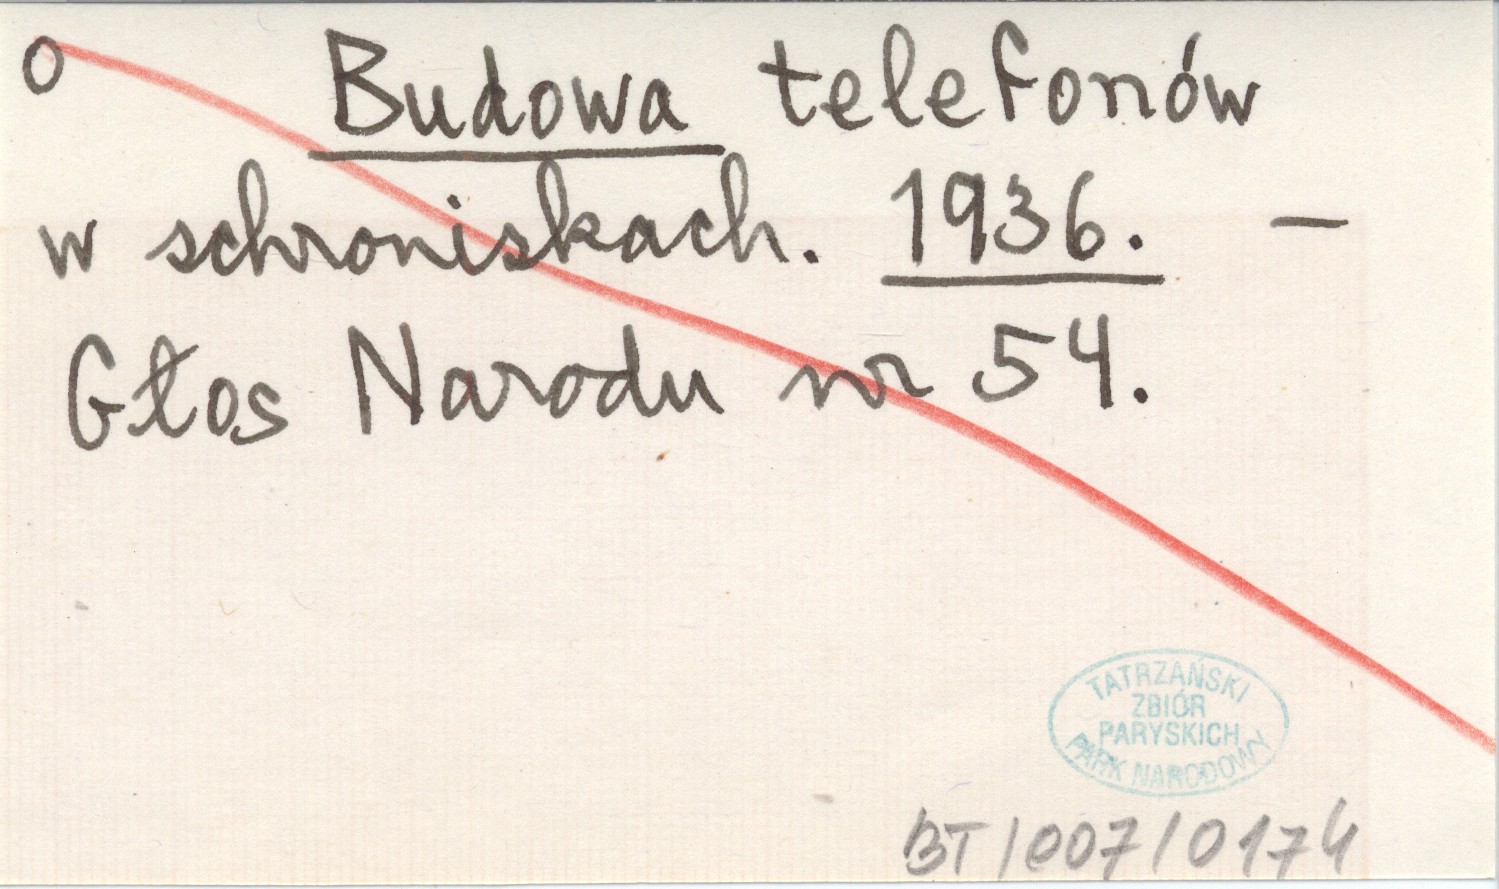 o Budowa telefonów
w schroniskach. 1936. —
Głos Narodu nr 54.
TATRZAŃSKI
ZBIÓR
PARYSKICH
PARK NARODOWY
BT/007/0174